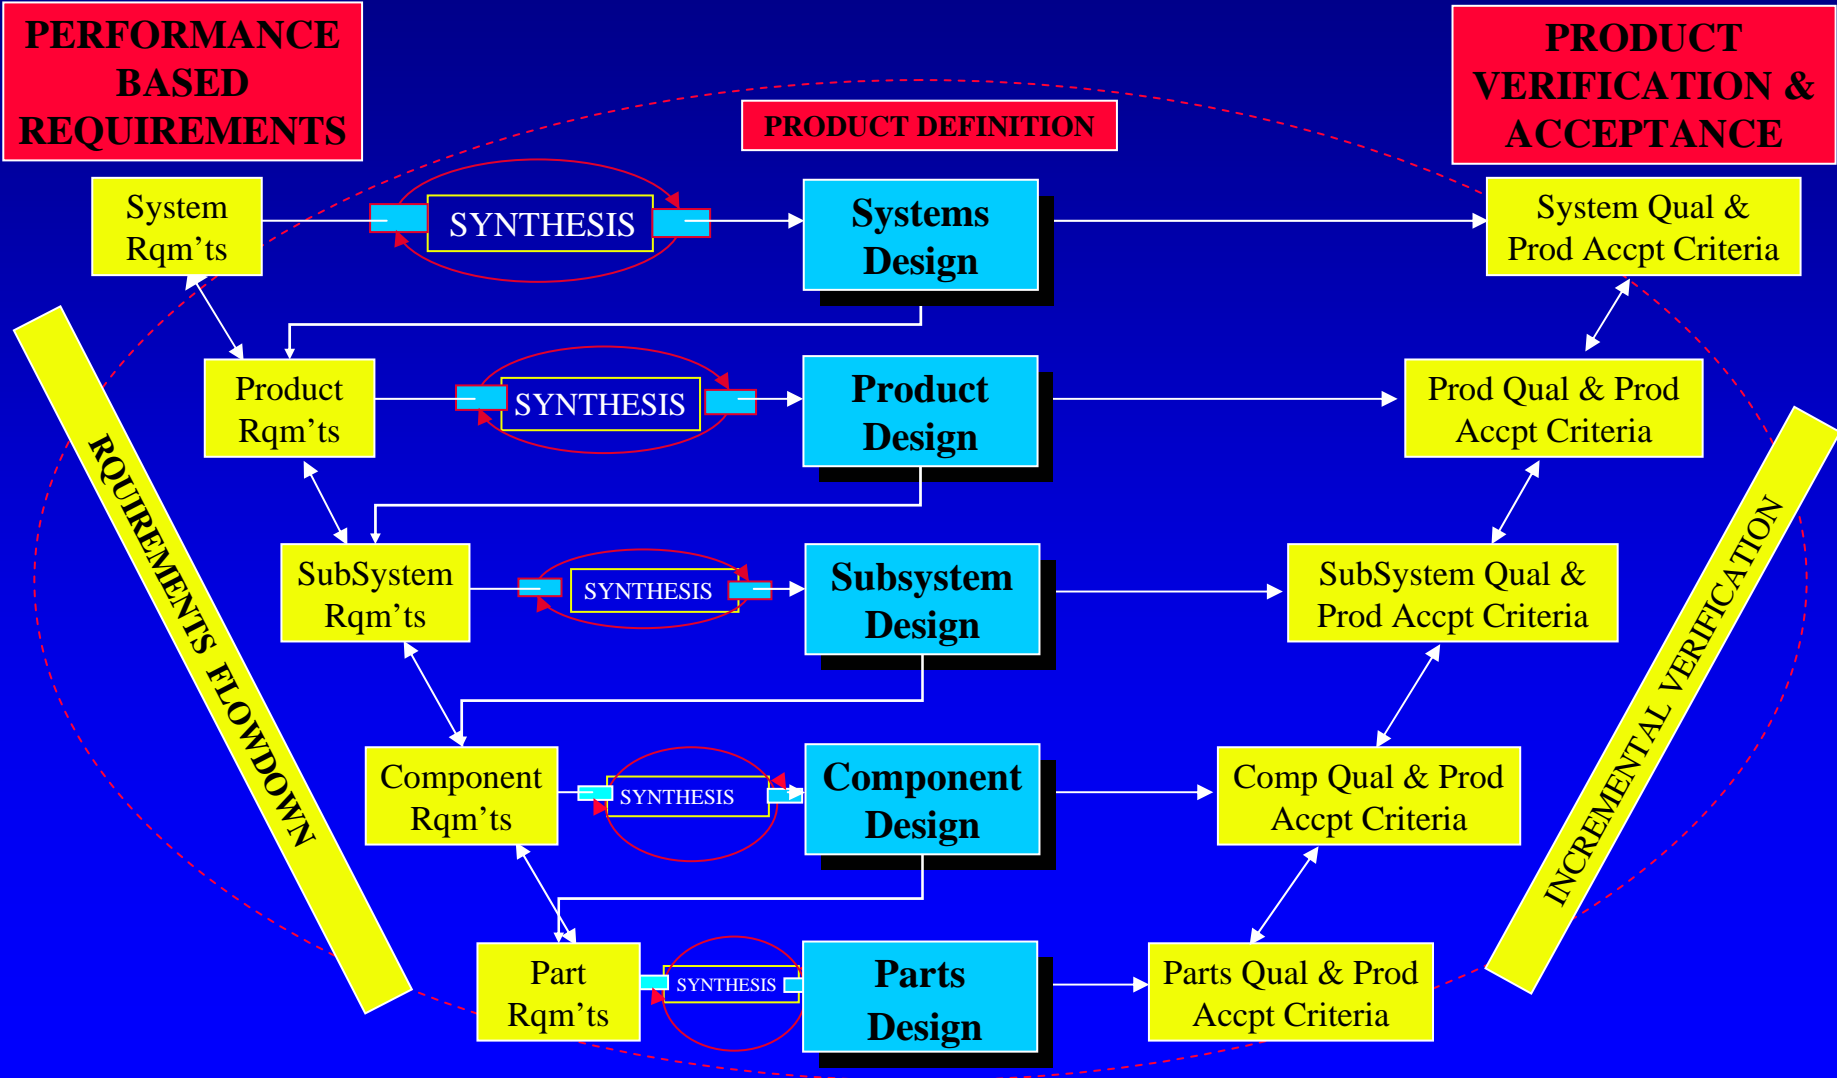 PERFORMANCE
BASED
REQUIREMENTS
PRODUCT DEFINITION
PRODUCT
VERIFICATION &
ACCEPTANCE
System
Rqm’ts
SYNTHESIS
Systems
Design
System Qual &
Prod Accpt Criteria
Product
Rqm’ts
SYNTHESIS
Product
Design
Prod Qual & Prod
Accpt Criteria
RQUIREMENTS FLOWDOWN
SubSystem
Rqm’ts
SYNTHESIS
Subsystem
Design
SubSystem Qual &
Prod Accpt Criteria
INCREMENTAL VERIFICATION
Component
Rqm’ts
SYNTHESIS
Component
Design
Comp Qual & Prod
Accpt Criteria
Part
Rqm’ts
SYNTHESIS
Parts
Design
Parts Qual & Prod
Accpt Criteria